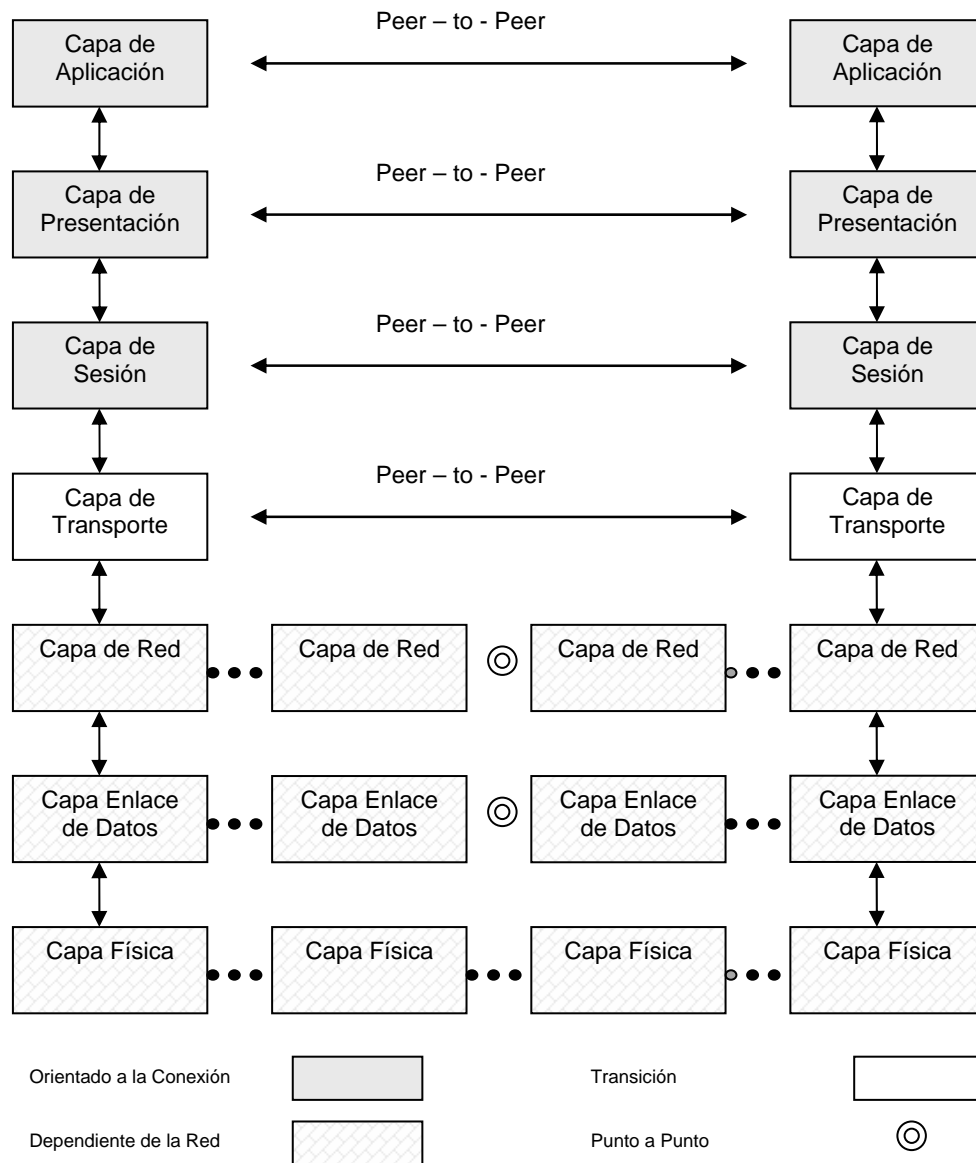 Peer – to - Peer
Capa de
Aplicación
Capa de
Aplicación
Peer – to - Peer
Capa de
Presentación
Capa de
Presentación
Peer – to - Peer
Capa de
Sesión
Capa de
Sesión
Peer – to - Peer
Capa de
Transporte
Capa de
Transporte
Capa de Red
Capa de Red
Capa de Red
Capa de Red
Capa Enlace
de Datos
Capa Enlace
de Datos
Capa Enlace
de Datos
Capa Enlace
de Datos
Capa Física
Capa Física
Capa Física
Capa Física
Orientado a la Conexión
Transición
Dependiente de la Red
Punto a Punto